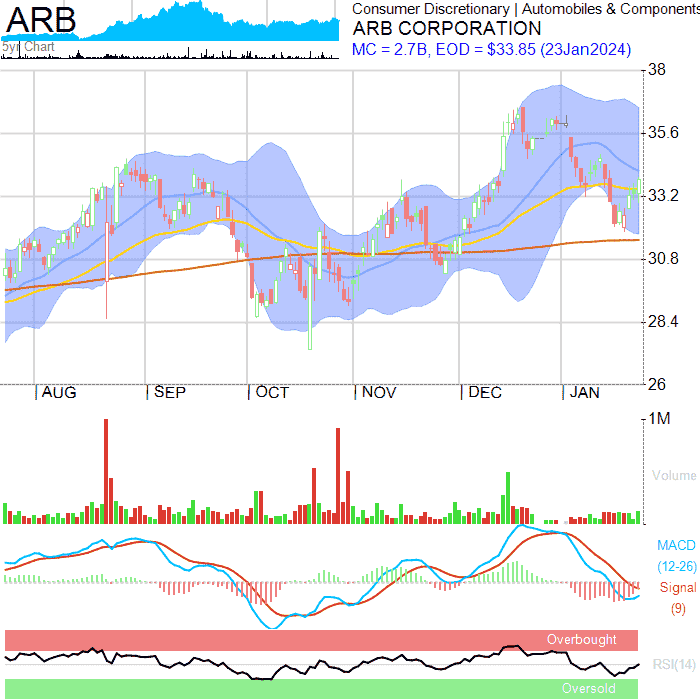 ARB
5yr Chart
Consumer Discretionary | Automobiles & Components
ARB CORPORATION
MC = 2.7B, EOD = $33.85 (23Jan2024)
38
35.6
33.2
30.8
28.4
26
AUG SEP OCT NOV DEC JAN
1M
Volume
MACD
(12-26)
Signal
(9)
Overbought
RSI(14)
Oversold